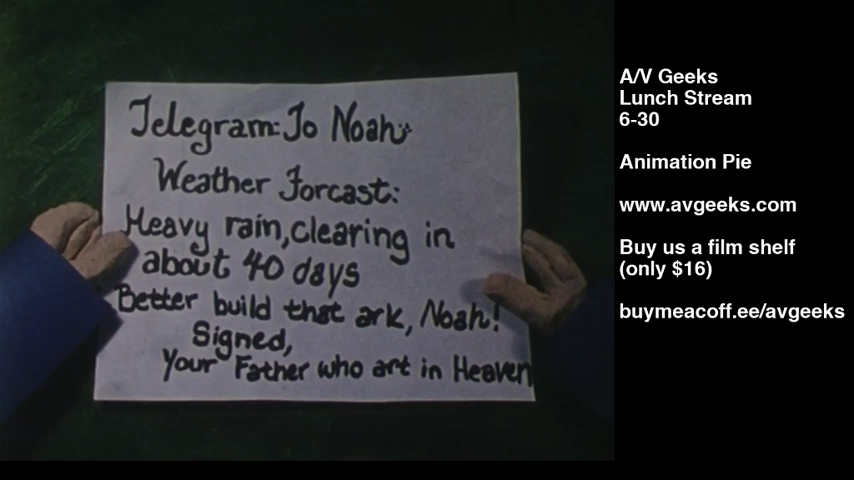 Telegram: To Noah
Weather Forcast:
Heavy rain, clearing in
about 40 days
Better build that ark, Noah!
Signed,
Your Father who art in Heaven
A/V Geeks
Lunch Stream
6-30
Animation Pie
www.avgeeks.com
Buy us a film shelf
(only $16)
buymeacoff.ee/avgeeks